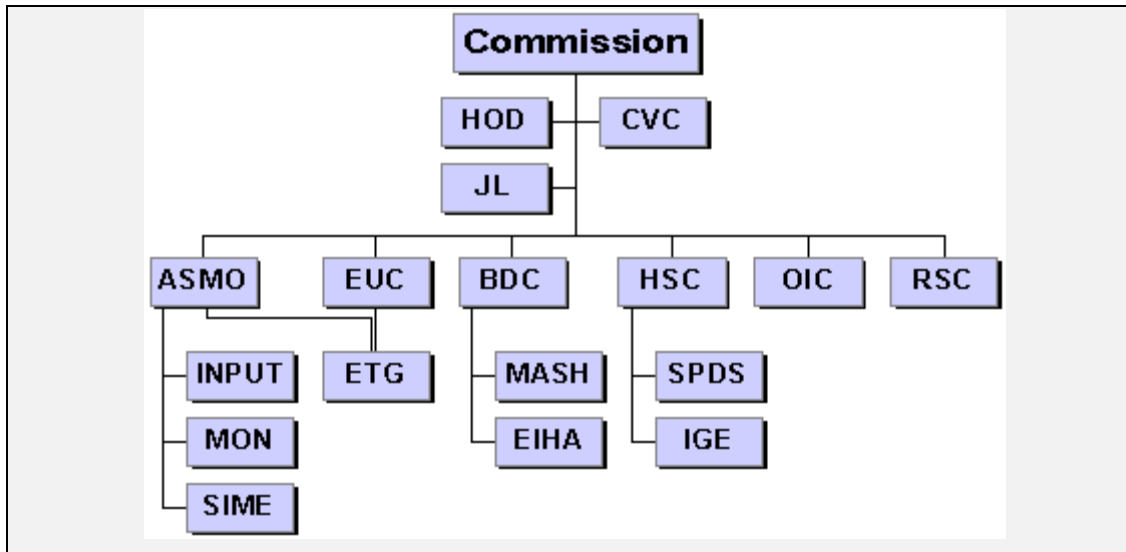 Commission
HOD
CVC
JL
ASMO
EUC
BDC
HSC
OIC
RSC
INPUT
ETG
MASH
SPDS
MON
EIHA
IGE
SIME